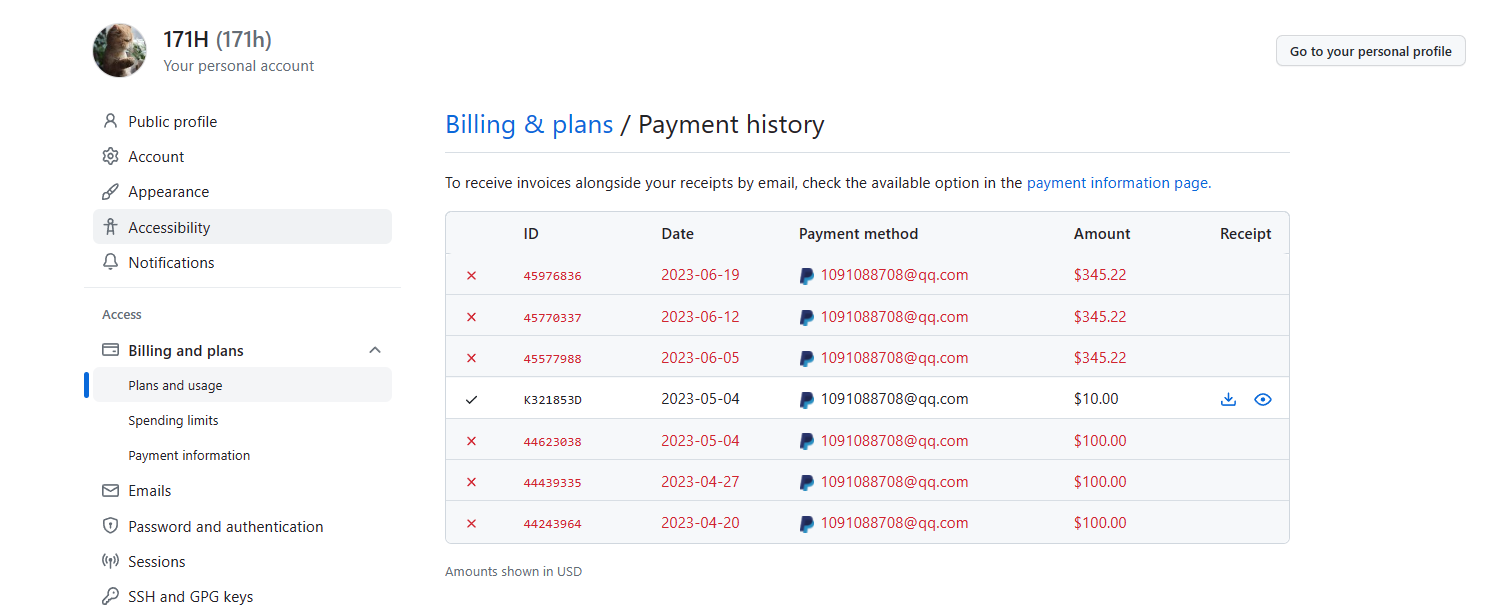 171H (171h)
Your personal account
Go to your personal profile
Public profile
Account
Appearance
Accessibility
Notifications
Access
Billing and plans
Plans and usage
Spending limits
Payment information
Emails
Password and authentication
Sessions
SSH and GPG keys
Billing & plans / Payment history
To receive invoices alongside your receipts by email, check the available option in the payment information page.
ID Date Payment method Amount Receipt
45976836 2023-06-19 1091088708@qq.com $345.22
45770337 2023-06-12 1091088708@qq.com $345.22
45577988 2023-06-05 1091088708@qq.com $345.22
K321853D 2023-05-04 1091088708@qq.com $10.00
44623038 2023-05-04 1091088708@qq.com $100.00
44439335 2023-04-27 1091088708@qq.com $100.00
44243964 2023-04-20 1091088708@qq.com $100.00
Amounts shown in USD